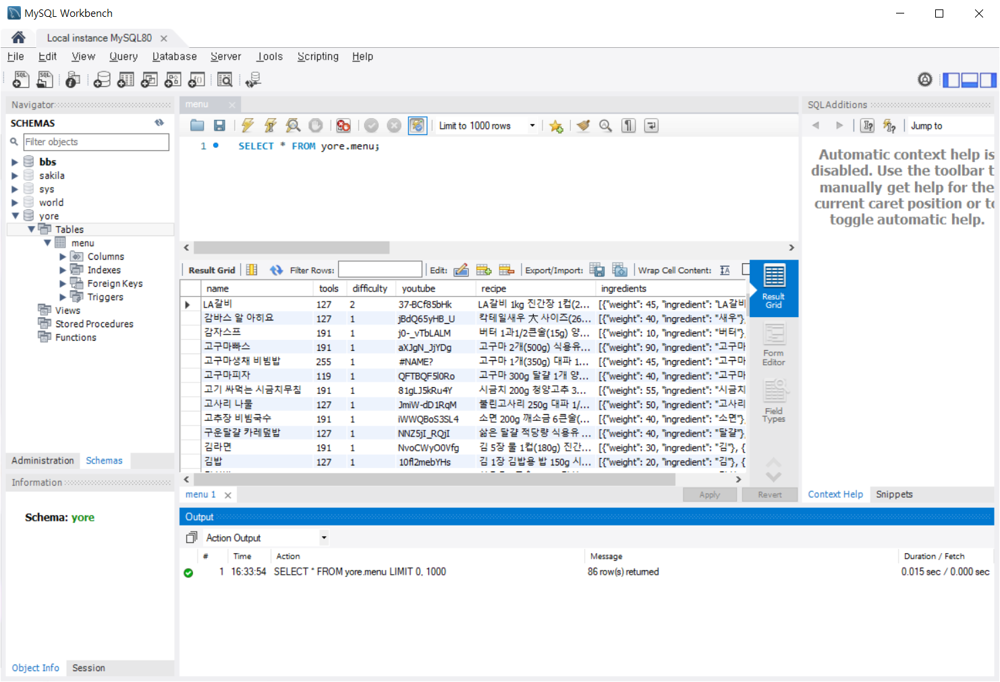 MySQL Workbench
Local instance MySQL80
File Edit View Query Database Server Tools Scripting Help
Navigator
SCHEMAS
Filter objects
bbs
sakila
sys
world
yore
Tables
menu
Columns
Indexes
Foreign Keys
Triggers
Views
Stored Procedures
Functions
Administration Schemas
Information
Schema: yore
Object Info Session
menu
Limit to 1000 rows
1 SELECT * FROM yore.menu;
Result Grid Filter Rows: Edit: Export/Import: Wrap Cell Content:
name tools difficulty youtube recipe ingredients
LA갈비 127 2 37-BCf85bHk LA갈비 1kg 진간장 1컵(2... [{"weight": 45, "ingredient": "LA갈비
감바스 알 아히요 127 1 jBdQ65yHB_U 칵테일새우 大 사이즈(26... [{"weight": 40, "ingredient": "새우"},
감자스프 191 1 j0-_vTbLALM 버터 1과1/2큰술(15g) 양... [{"weight": 10, "ingredient": "버터"},
고구마빠스 191 1 aXJgN_JjYDg 고구마 2개(500g) 식용유... [{"weight": 90, "ingredient": "고구마
고구마생채 비빔밥 255 1 #NAME? 고구마 1개(350g) 대파 1... [{"weight": 45, "ingredient": "고구마
고구마피자 119 1 QFTBQF5l0Ro 고구마 300g 달걀 1개 양... [{"weight": 40, "ingredient": "고구마
고기 싸먹는 시금치무침 191 1 81gLJ5kRu4Y 시금치 200g 청양고추 3... [{"weight": 55, "ingredient": "시금치
고사리 나물 127 1 JmiW-dD1RqM 불린고사리 250g 대파 1/... [{"weight": 50, "ingredient": "고사리
고추장 비빔국수 191 1 iWWQBoS3SL4 소면 200g 깨소금 6큰술(... [{"weight": 40, "ingredient": "소면"},
구운달걀 카레덮밥 127 1 NNZ5jI_RQjI 삶은 달걀 적당량 식용유 ... [{"weight": 40, "ingredient": "달걀"},
김라면 191 1 NvoCWyO0Vfg 김 5장 물 1컵(180g) 진간... [{"weight": 30, "ingredient": "김"}, {
김밥 127 1 10fl2mebYHs 김 1장 김밥용 밥 150g 시... [{"weight": 20, "ingredient": "김"}, {
Result
Grid
Form
Editor
Field
Types
menu 1
Apply Revert
SQLAdditions
Jump to
Automatic context help is
disabled. Use the toolbar t
manually get help for the
current caret position or to
toggle automatic help.
Context Help Snippets
Output
Action Output
# Time Action Message Duration / Fetch
1 16:33:54 SELECT * FROM yore.menu LIMIT 0, 1000 86 row(s) returned 0.015 sec / 0.000 sec